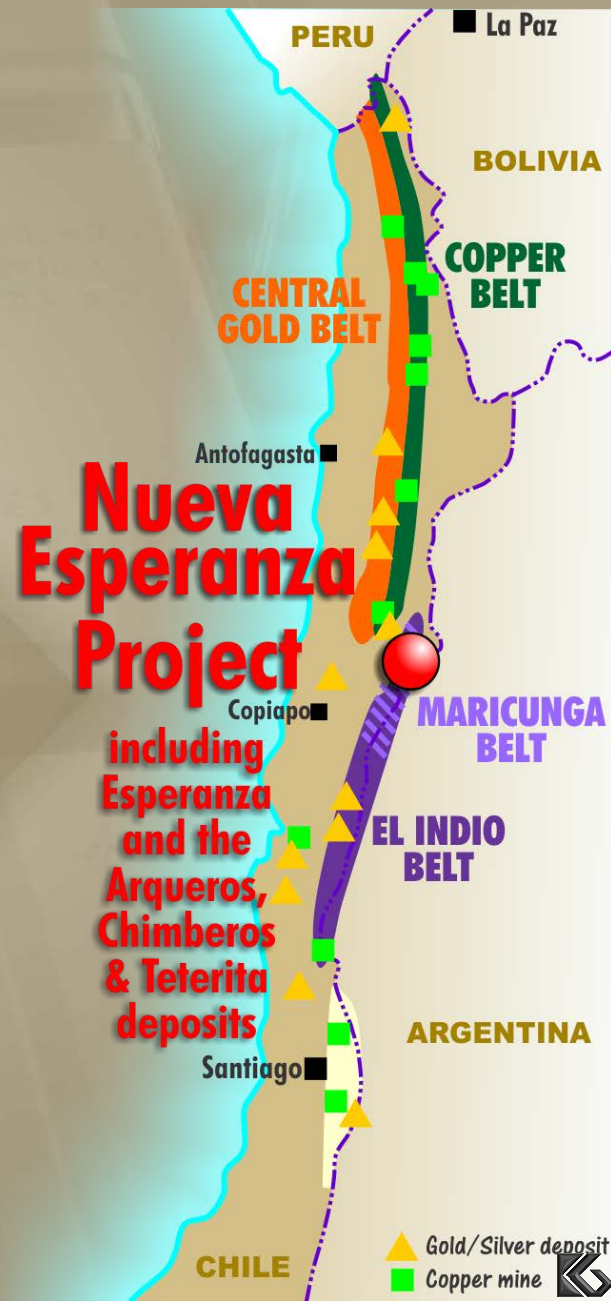 La Paz
PERU
BOLIVIA
COPPER
BELT
CENTRAL
GOLD BELT
Antofagasta
Nueva
Esperanza
Project
Copiapo
MARICUNGA
BELT
including
Esperanza
and the
Arqueros,
Chimberos
& Teterita
deposits
EL INDIO
BELT
ARGENTINA
Santiago
CHILE
Gold/Silver deposit
Copper mine